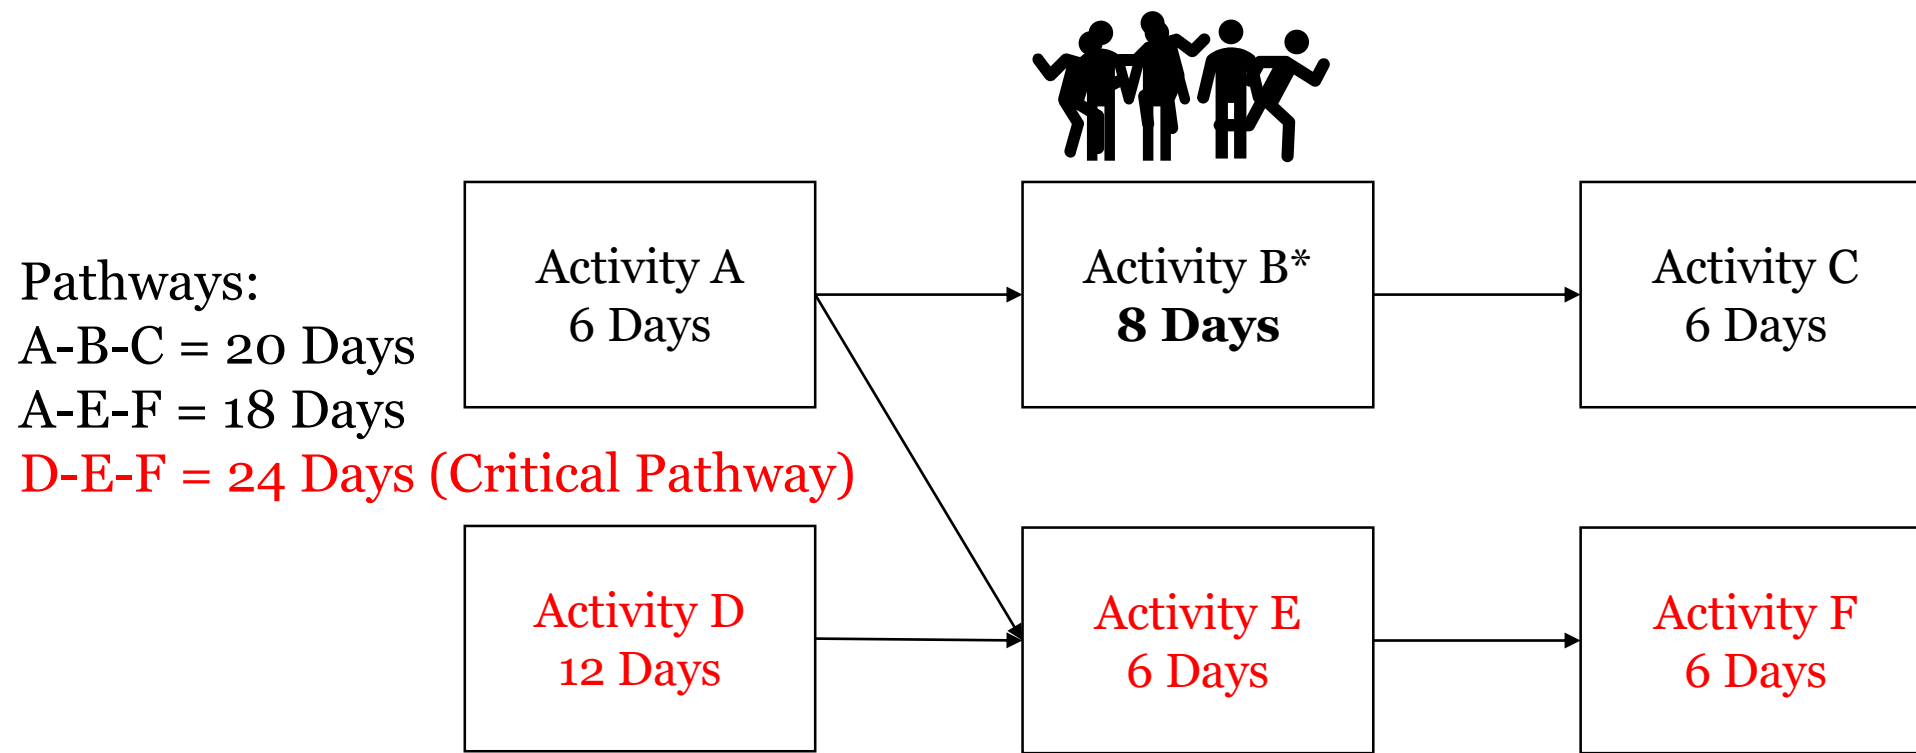 Pathways:
A-B-C = 20 Days
A-E-F = 18 Days
D-E-F = 24 Days (Critical Pathway)
Activity A
6 Days
Activity B*
8 Days
Activity C
6 Days
Activity D
12 Days
Activity E
6 Days
Activity F
6 Days